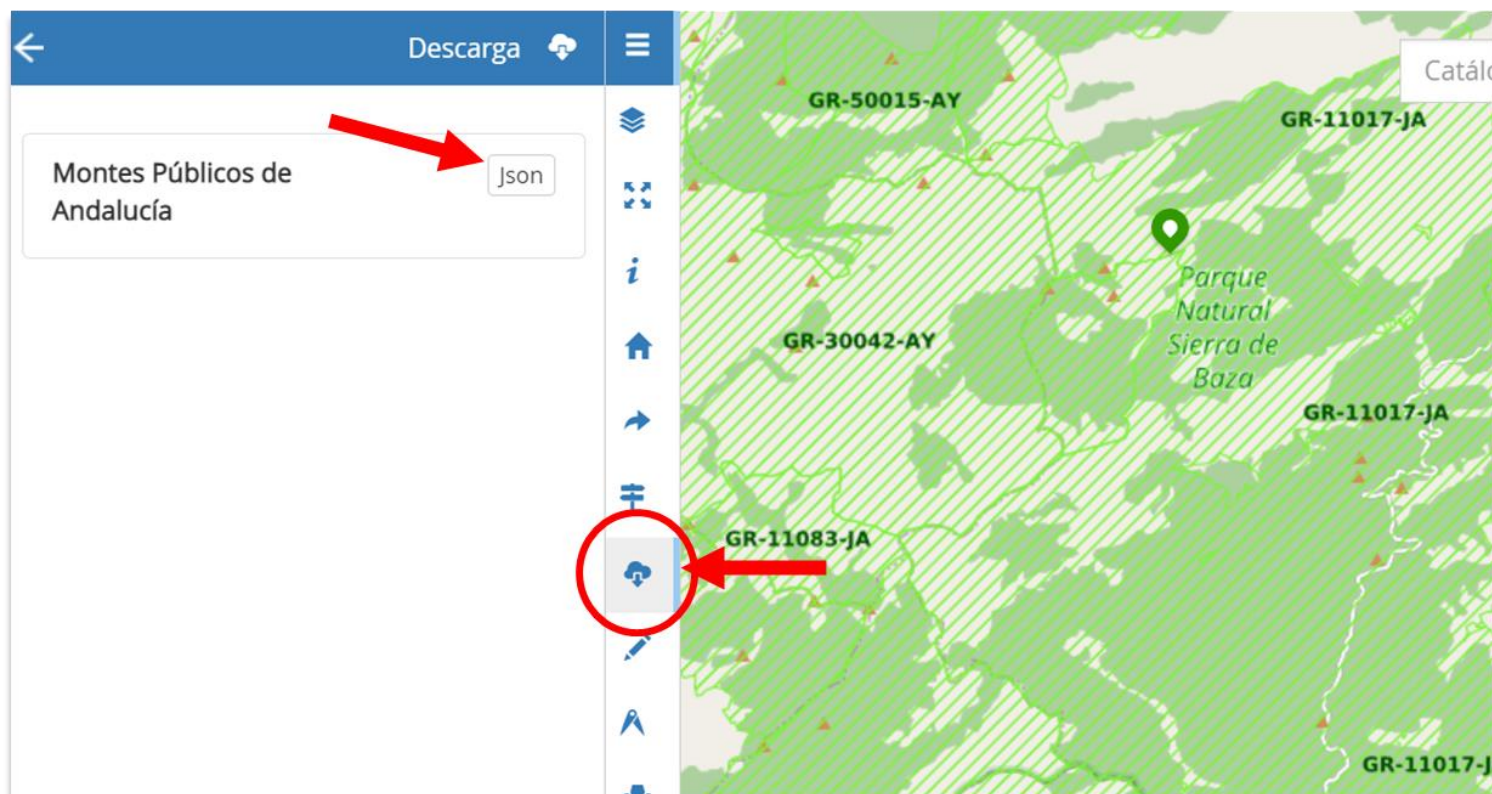 Descarga
Montes Públicos de
Andalucía
Json
Catálo
GR-50015-AY
GR-11017-JA
Parque
Natural
Sierra de
Baza
GR-30042-AY
GR-11017-JA
GR-11083-JA
GR-11017-J